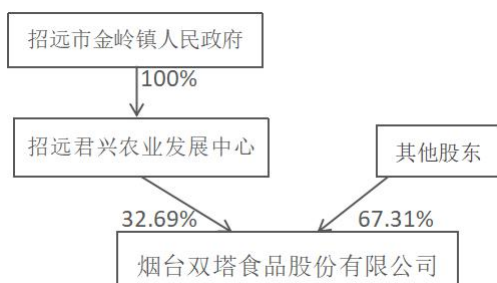 招远市金岭镇人民政府
100%
招远君兴农业发展中心
其他股东
32.69%
67.31%
烟台双塔食品股份有限公司